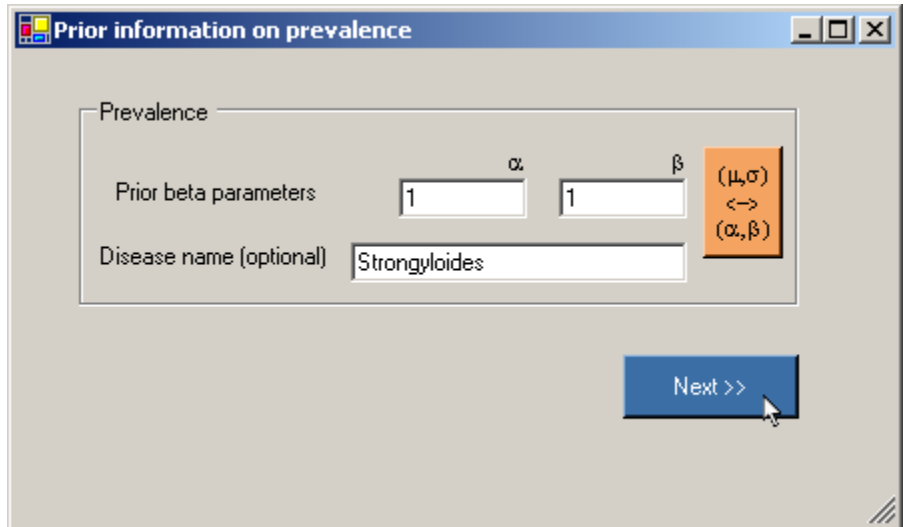 Prior information on prevalence
Prevalence
α β
Prior beta parameters 1 1
(μ,σ)
<->
(α,β)
Disease name (optional) Strongyloides
Next >>